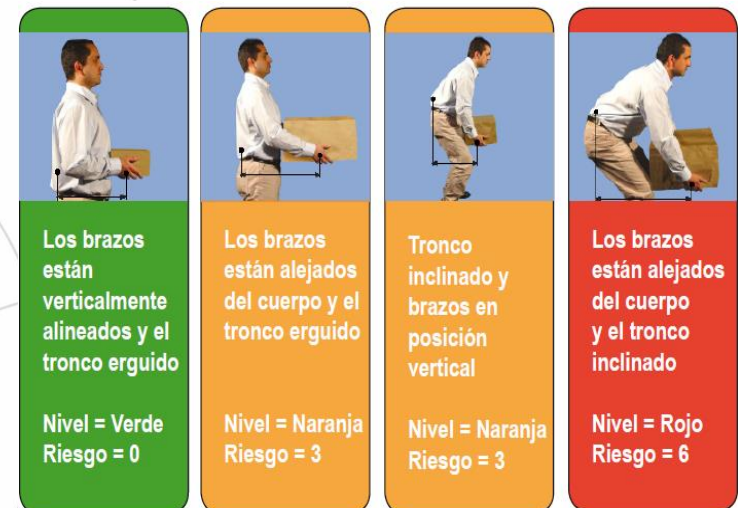 Los brazos
están
verticalmente
alineados y el
tronco erguido
Nivel = Verde
Riesgo = 0
Los brazos
están alejados
del cuerpo y el
tronco erguido
Nivel = Naranja
Riesgo = 3
Tronco
inclinado y
brazos en
posición
vertical
Nivel = Naranja
Riesgo = 3
Los brazos
están alejados
del cuerpo
y el tronco
inclinado
Nivel = Rojo
Riesgo = 6